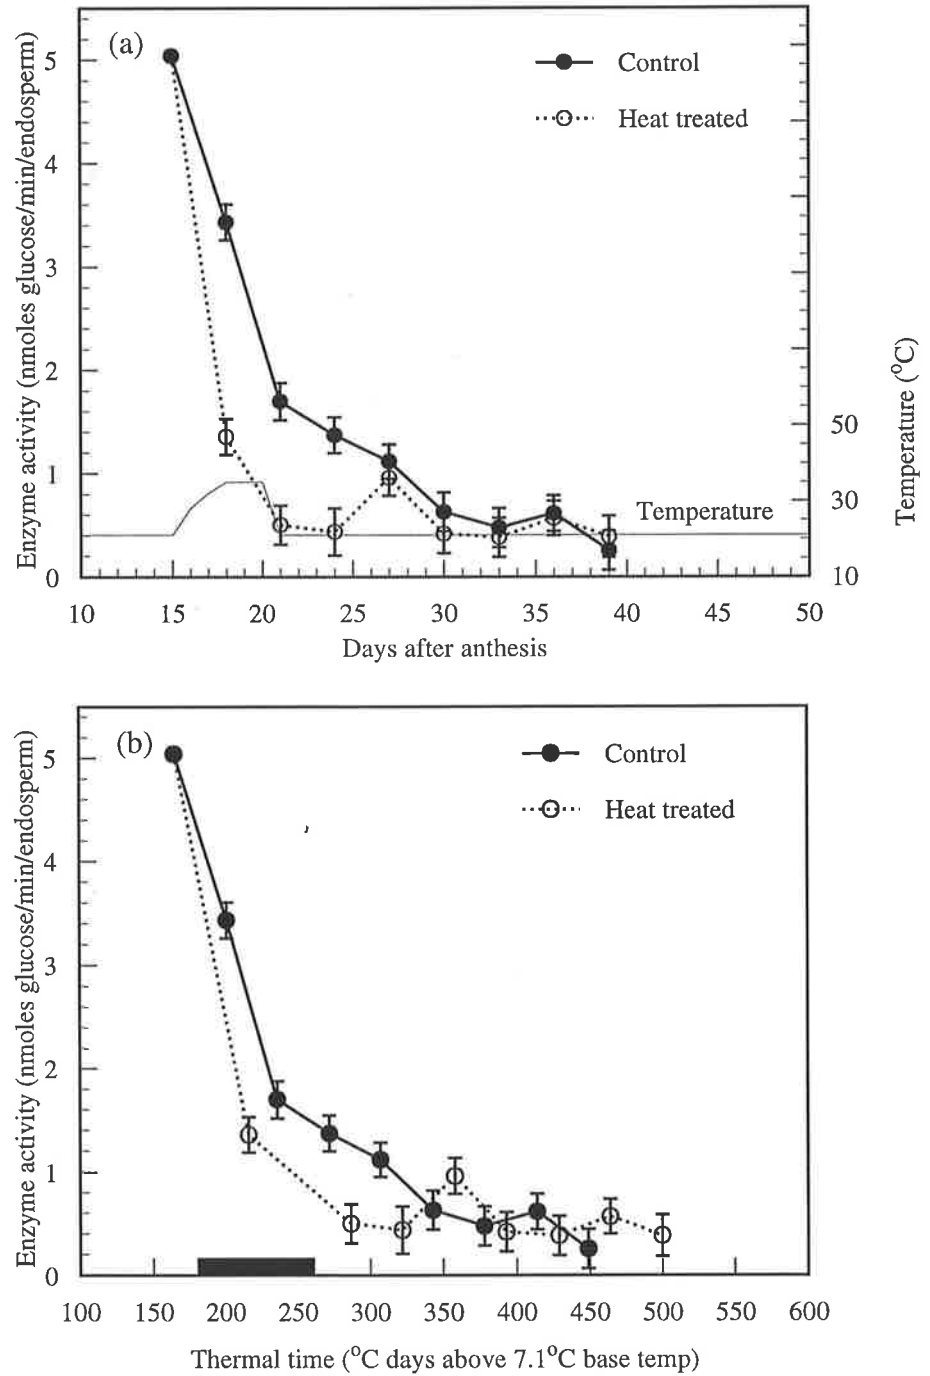 (a)
Control
Heat treated
Enzyme activity (nmoles glucose/min/endosperm)
5
4
3
2
1
0
Temperature
Temperature (°C)
50
30
10
10 15 20 25 30 35 40 45 50
Days after anthesis
(b)
Control
Heat treated
Enzyme activity (nmoles glucose/min/endosperm)
5
4
3
2
1
0
100 150 200 250 300 350 400 450 500 550 600
Thermal time (°C days above 7.1°C base temp)